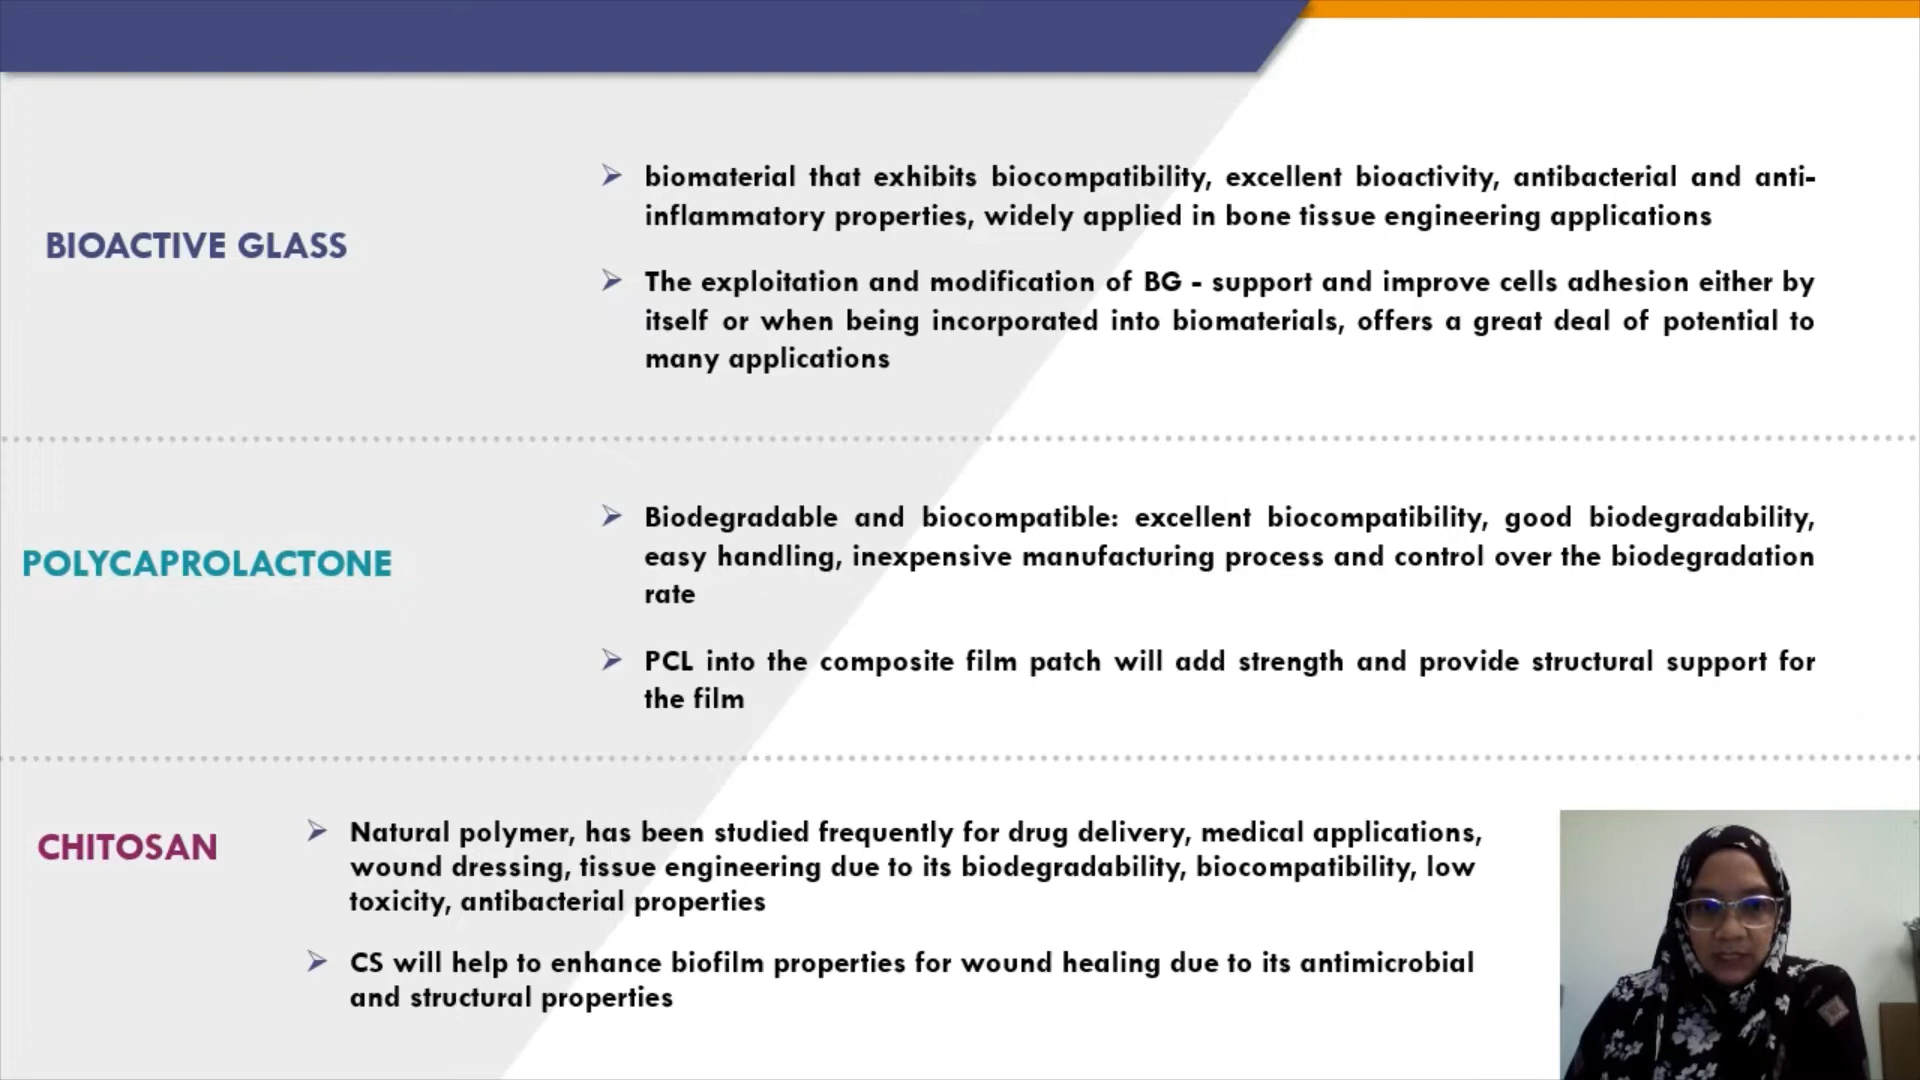 BIOACTIVE GLASS
biomaterial that exhibits biocompatibility, excellent bioactivity, antibacterial and anti-
inflammatory properties, widely applied in bone tissue engineering applications
The exploitation and modification of BG - support and improve cells adhesion either by
itself or when being incorporated into biomaterials, offers a great deal of potential to
many applications
POLYCAPROLACTONE
Biodegradable and biocompatible: excellent biocompatibility, good biodegradability,
easy handling, inexpensive manufacturing process and control over the biodegradation
rate
PCL into the composite film patch will add strength and provide structural support for
the film
CHITOSAN
Natural polymer, has been studied frequently for drug delivery, medical applications,
wound dressing, tissue engineering due to its biodegradability, biocompatibility, low
toxicity, antibacterial properties
CS will help to enhance biofilm properties for wound healing due to its antimicrobial
and structural properties